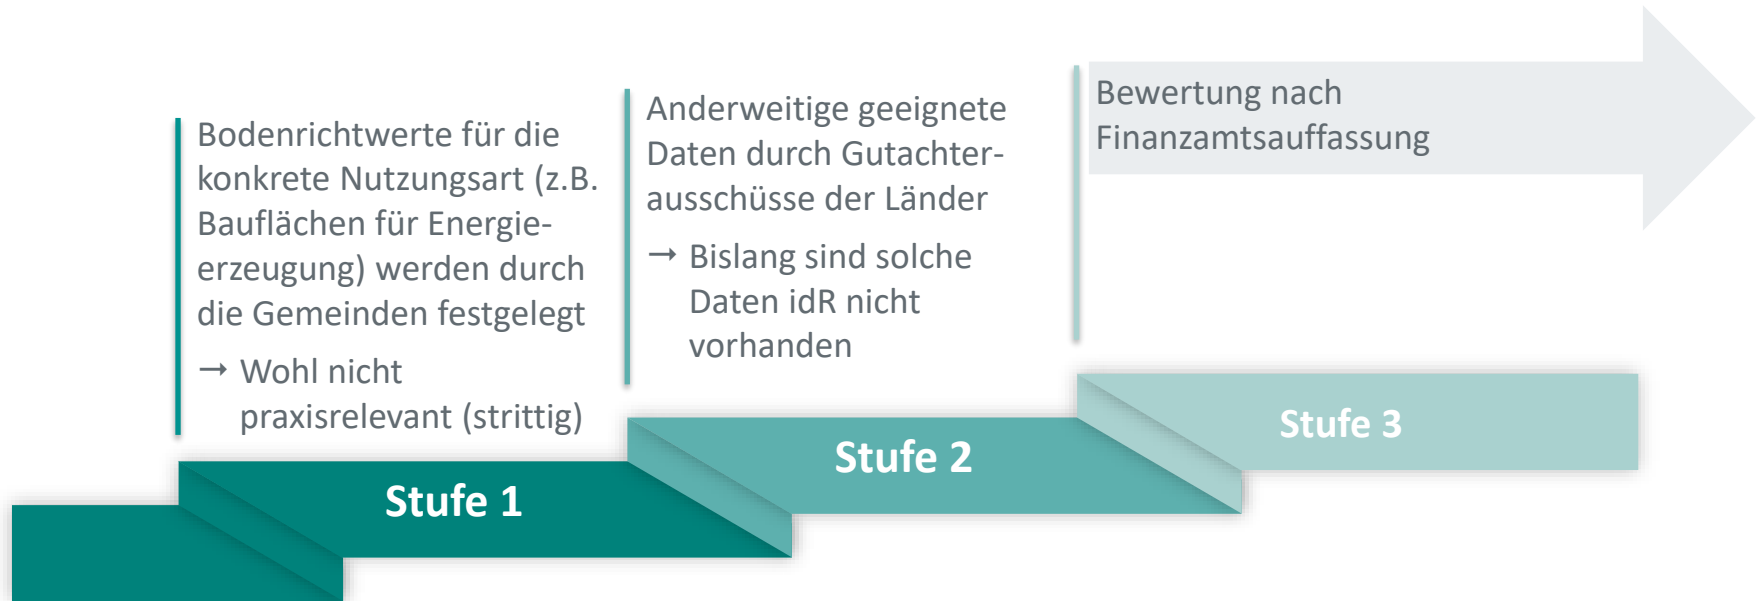 Bodenrichtwerte für die
konkrete Nutzungsart (z.B.
Bauflächen für Energie-
erzeugung) werden durch
die Gemeinden festgelegt
→ Wohl nicht
praxisrelevant (strittig)
Stufe 1
Anderweitige geeignete
Daten durch Gutachter-
ausschüsse der Länder
→ Bislang sind solche
Daten idR nicht
vorhanden
Stufe 2
Bewertung nach
Finanzamtsauffassung
Stufe 3